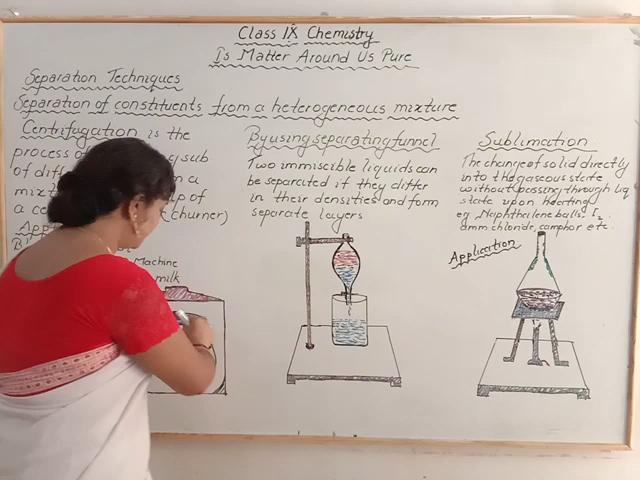 Class IX Chemistry
Is Matter Around Us Pure
Separation Techniques
Separation of constituents from a heterogeneous mixture
Centrifugation is the
process of
of
mixt
a c churner)
Machine
milk
By using separating funnel
Two immiscible liquids can
be separated if they differ
in their densities and form
separate layers
Sublimation
The change of solid directly
into the gaseous state
without passing through liq
state upon heating
eg Naphthalene balls, I₂
amm chloride, camphor etc.
Application